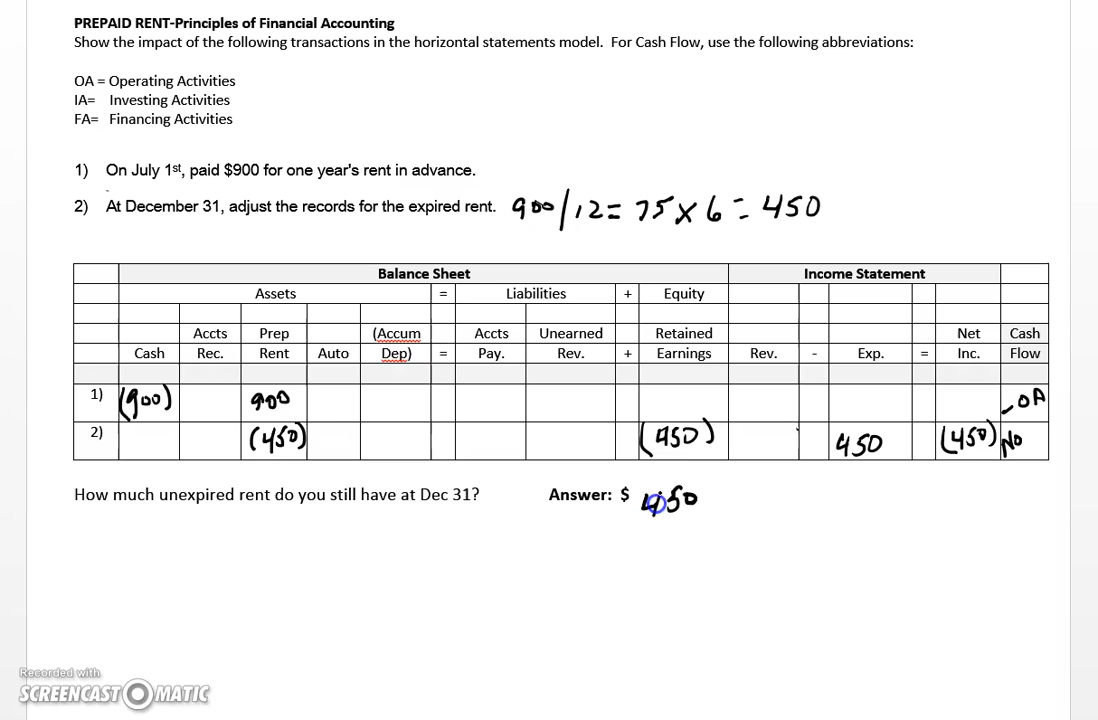 PREPAID RENT-Principles of Financial Accounting
Show the impact of the following transactions in the horizontal statements model. For Cash Flow, use the following abbreviations:
OA = Operating Activities
IA= Investing Activities
FA= Financing Activities
1) On July 1st, paid $900 for one year's rent in advance.
2) At December 31, adjust the records for the expired rent. 900/12= 75 x 6 = 450
Balance Sheet Income Statement
Assets = Liabilities + Equity
Accts Prep (Accum Accts Unearned Retained Net Cash
Cash Rec. Rent Auto Dep) = Pay. Rev. + Earnings Rev. - Exp. = Inc. Flow
1) (900) 900 -OA
2) (450) (450) 450 (450) NO
How much unexpired rent do you still have at Dec 31? Answer: $ 450
Recorded with
SCREENCAST-O-MATIC